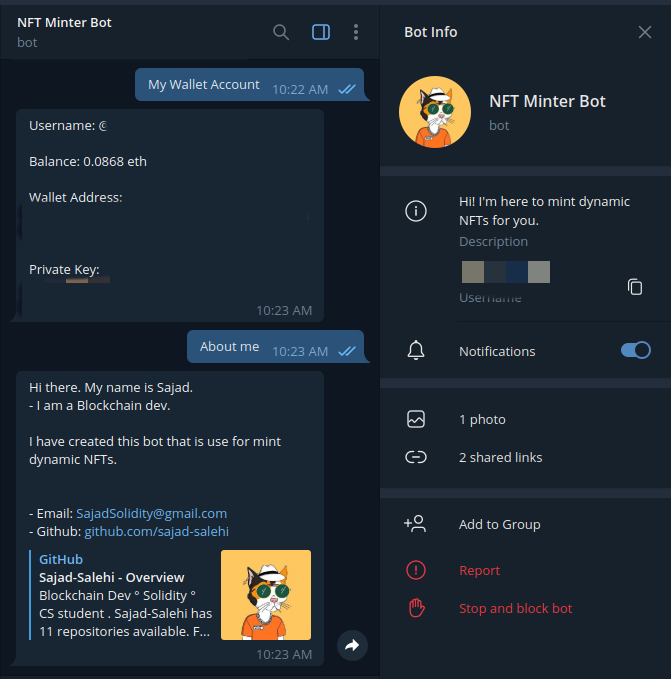 NFT Minter Bot
bot
My Wallet Account
10:22 AM
Username: @
Balance: 0.0868 eth
Wallet Address:
Private Key:
10:23 AM
About me
10:23 AM
Hi there. My name is Sajad.
- I am a Blockchain dev.
I have created this bot that is use for mint
dynamic NFTs.
- Email: SajadSolidity@gmail.com
- Github: github.com/sajad-salehi
GitHub
Sajad-Salehi - Overview
Blockchain Dev ° Solidity °
CS student . Sajad-Salehi has
11 repositories available. F...
10:23 AM
Bot Info
NFT Minter Bot
bot
Hi! I'm here to mint dynamic
NFTs for you.
Description
Username
Notifications
1 photo
2 shared links
Add to Group
Report
Stop and block bot